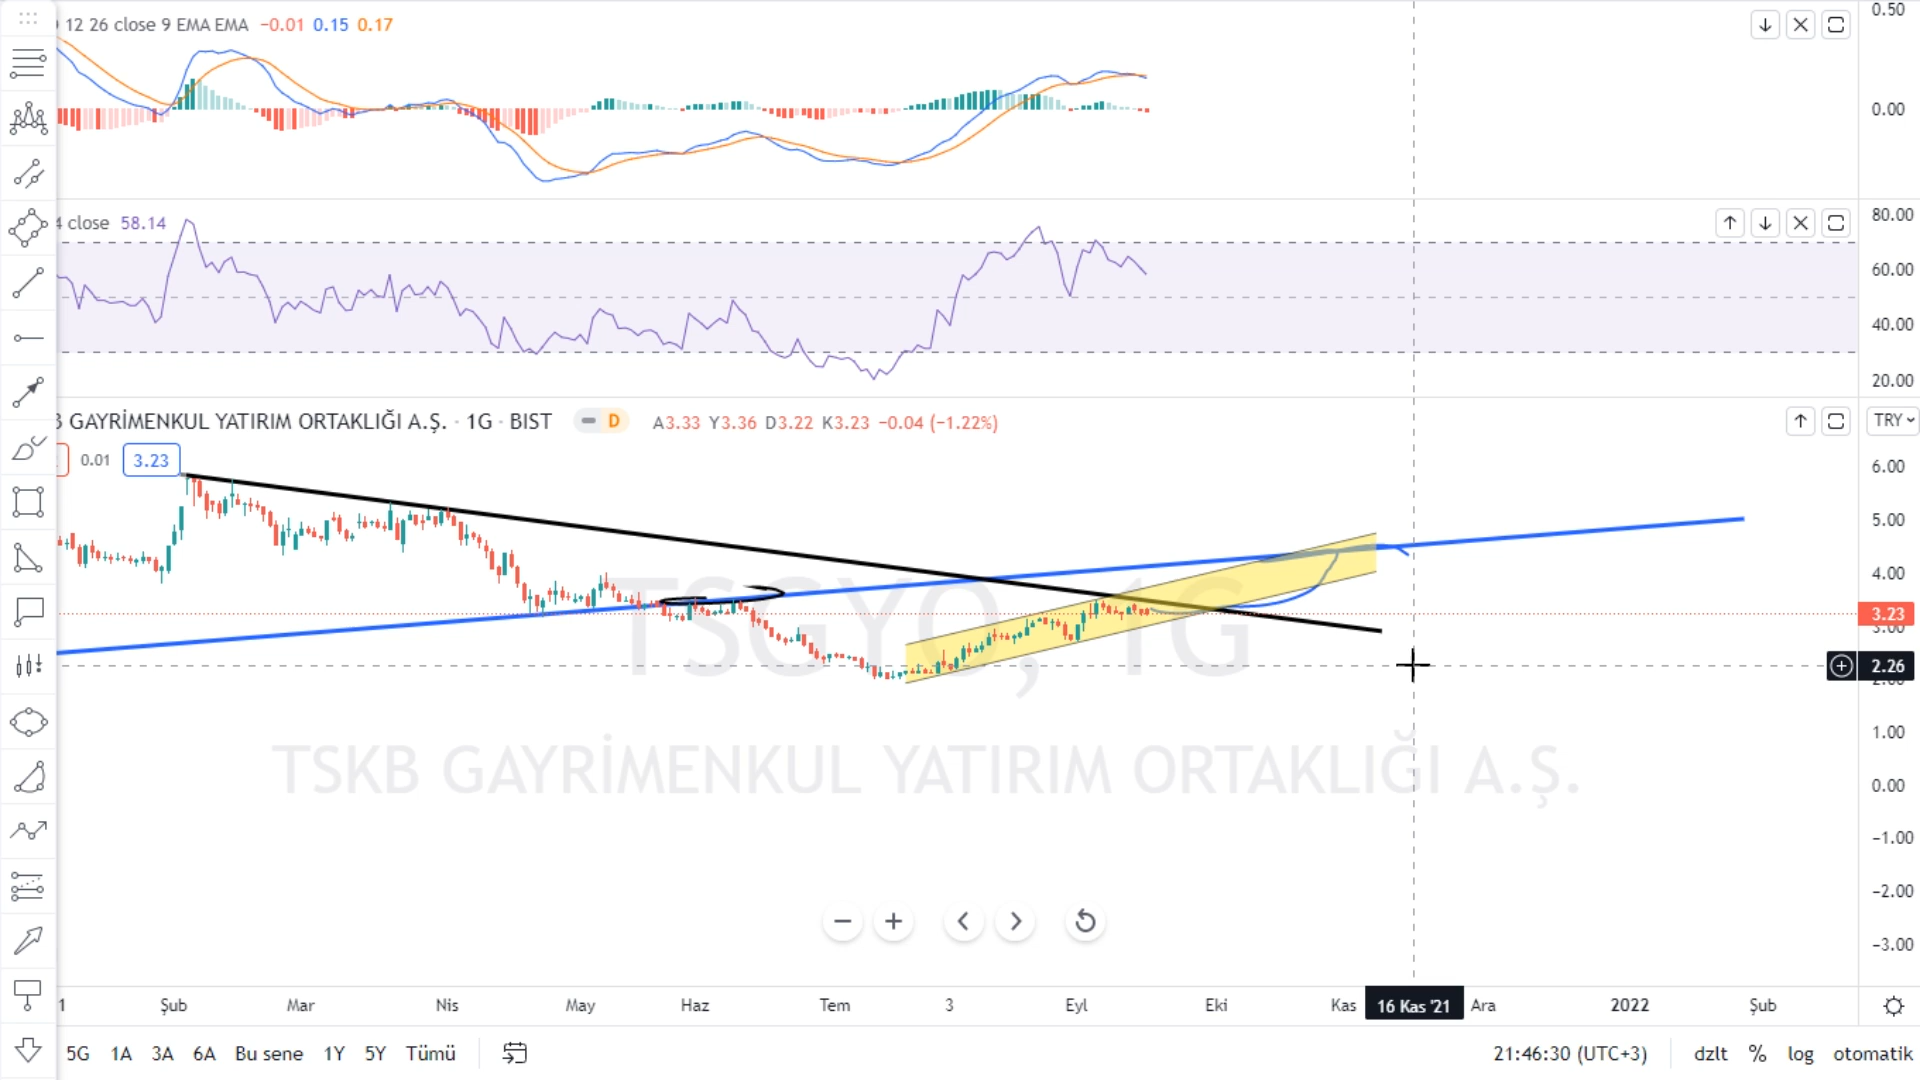 12 26 close 9 EMA EMA −0.01 0.15 0.17
0.50
0.00
close 58.14
80.00
60.00
40.00
20.00
GAYRİMENKUL YATIRIM ORTAKLIĞI A.Ş. · 1G · BIST D A3.33 Y3.36 D3.22 K3.23 −0.04 (−1.22%)
TRY
0.01 3.23
6.00
5.00
4.00
3.23
3.00
2.26
1.00
0.00
−1.00
−2.00
−3.00
TSGYO, 1G
TSKB GAYRİMENKUL YATIRIM ORTAKLIĞI A.Ş.
1 Şub Mar Nis May Haz Tem 3 Eyl Eki Kas 16 Kas '21 Ara 2022 Şub
5G 1A 3A 6A Bu sene 1Y 5Y Tümü 21:46:30 (UTC+3) dzlt % log otomatik